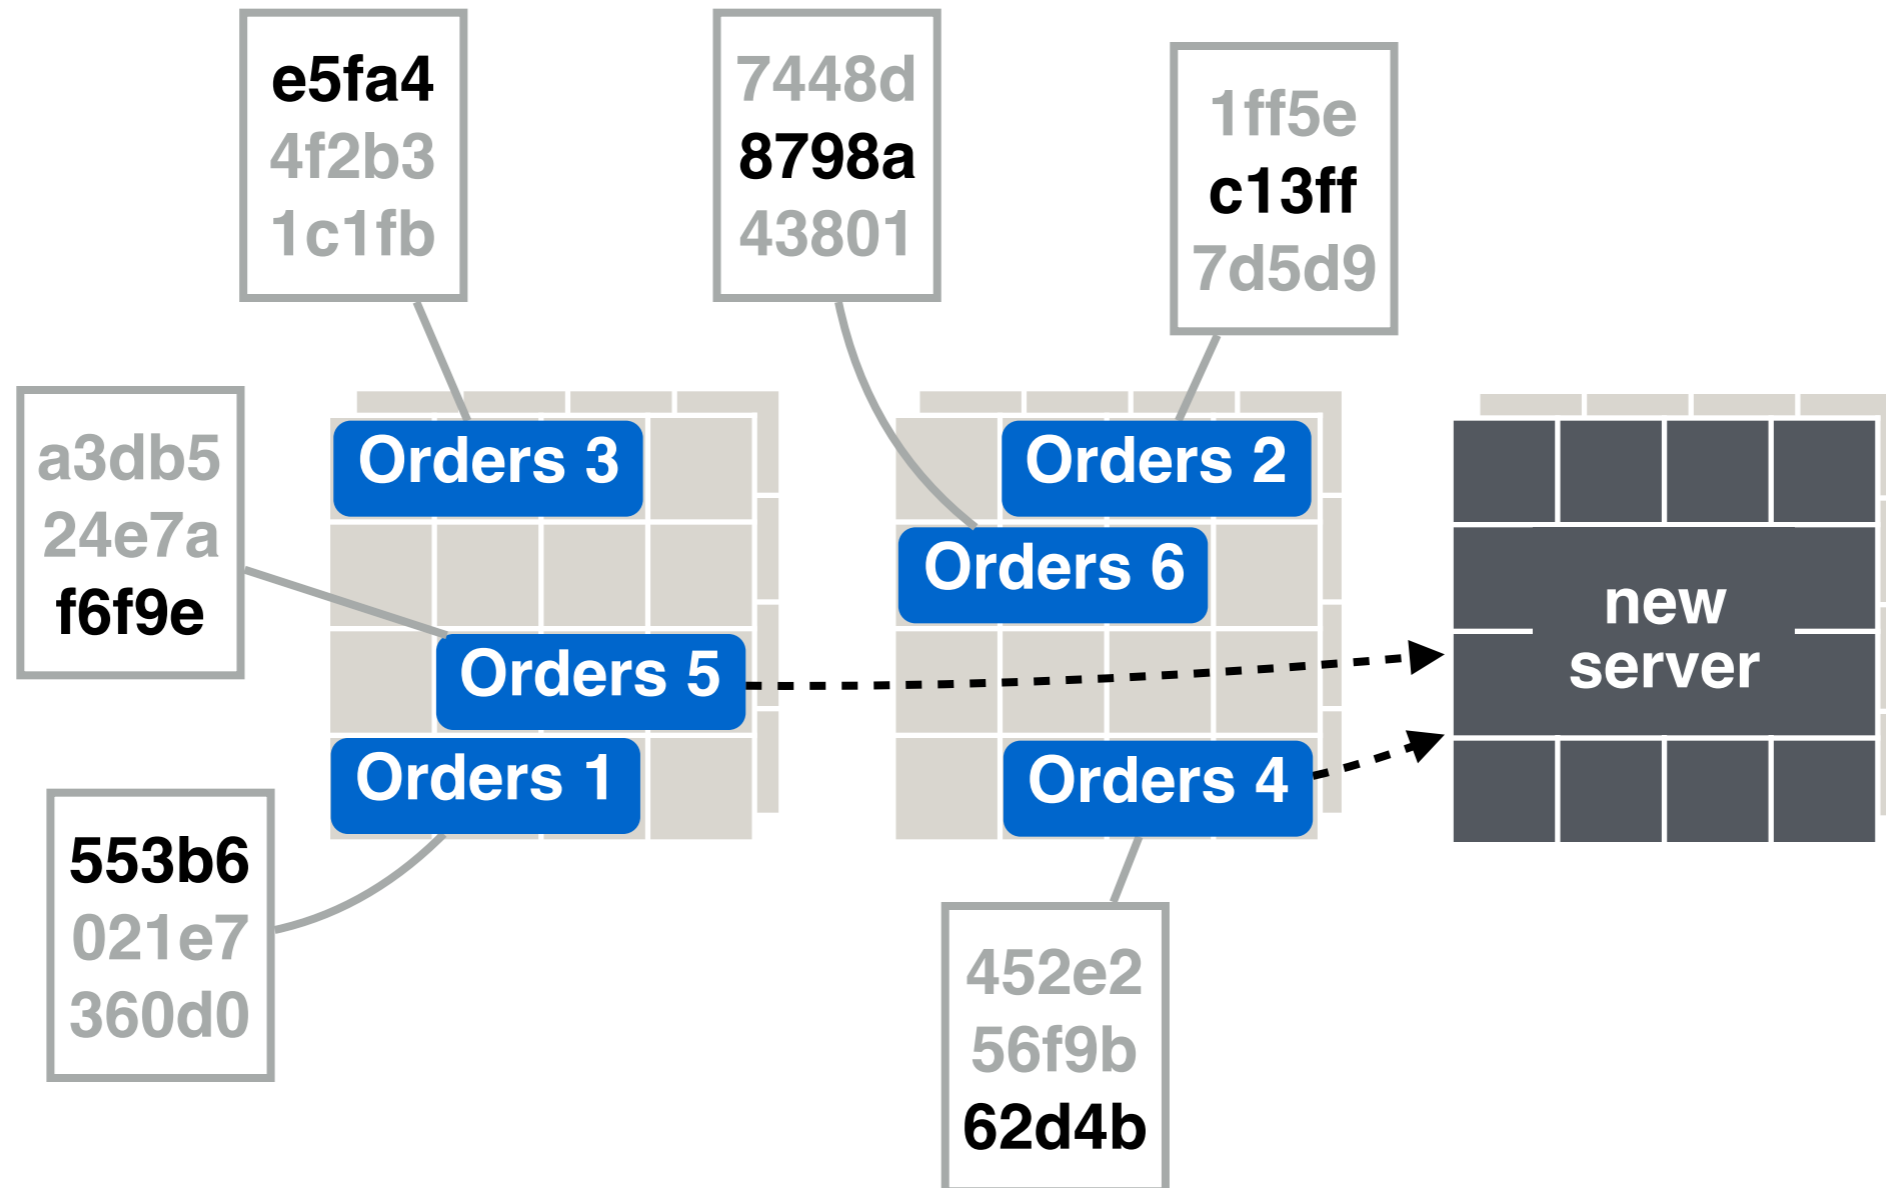 e5fa4
4f2b3
1c1fb
7448d
8798a
43801
1ff5e
c13ff
7d5d9
a3db5
24e7a
f6f9e
Orders 3
Orders 5
Orders 1
Orders 2
Orders 6
Orders 4
new
server
553b6
021e7
360d0
452e2
56f9b
62d4b